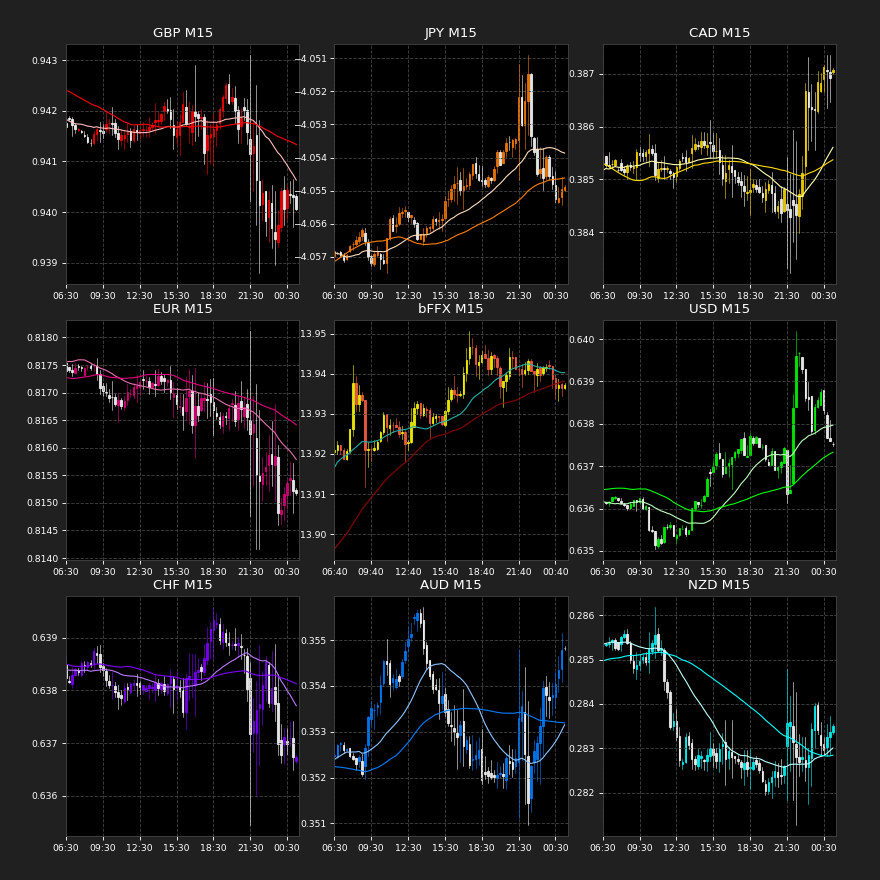 GBP M15
0.943
0.942
0.941
0.940
0.939
06:30 09:30 12:30 15:30 18:30 21:30 00:30
JPY M15
−4.051
−4.052
−4.053
−4.054
−4.055
−4.056
−4.057
06:30 09:30 12:30 15:30 18:30 21:30 00:30
CAD M15
0.387
0.386
0.385
0.384
06:30 09:30 12:30 15:30 18:30 21:30 00:30
EUR M15
0.8180
0.8175
0.8170
0.8165
0.8160
0.8155
0.8150
0.8145
0.8140
06:30 09:30 12:30 15:30 18:30 21:30 00:30
bFFX M15
13.95
13.94
13.93
13.92
13.91
13.90
06:40 09:40 12:40 15:40 18:40 21:40 00:40
USD M15
0.640
0.639
0.638
0.637
0.636
0.635
06:30 09:30 12:30 15:30 18:30 21:30 00:30
CHF M15
0.639
0.638
0.637
0.636
06:30 09:30 12:30 15:30 18:30 21:30 00:30
AUD M15
0.355
0.354
0.353
0.352
0.351
06:30 09:30 12:30 15:30 18:30 21:30 00:30
NZD M15
0.286
0.285
0.284
0.283
0.282
06:30 09:30 12:30 15:30 18:30 21:30 00:30